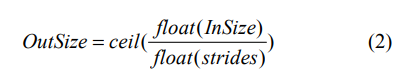 OutSize = ceil(float(InSize)/float(strides)) (2)